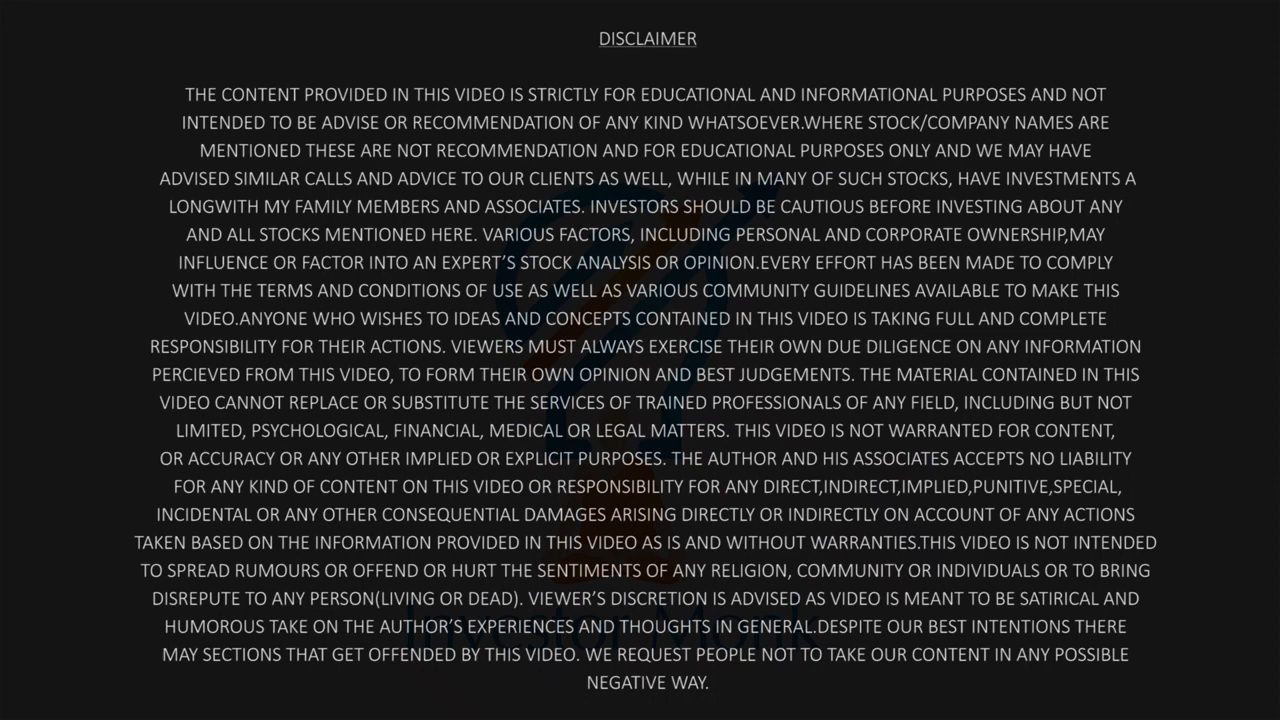 DISCLAIMER
THE CONTENT PROVIDED IN THIS VIDEO IS STRICTLY FOR EDUCATIONAL AND INFORMATIONAL PURPOSES AND NOT
INTENDED TO BE ADVISE OR RECOMMENDATION OF ANY KIND WHATSOEVER.WHERE STOCK/COMPANY NAMES ARE
MENTIONED THESE ARE NOT RECOMMENDATION AND FOR EDUCATIONAL PURPOSES ONLY AND WE MAY HAVE
ADVISED SIMILAR CALLS AND ADVICE TO OUR CLIENTS AS WELL, WHILE IN MANY OF SUCH STOCKS, HAVE INVESTMENTS A
LONGWITH MY FAMILY MEMBERS AND ASSOCIATES. INVESTORS SHOULD BE CAUTIOUS BEFORE INVESTING ABOUT ANY
AND ALL STOCKS MENTIONED HERE. VARIOUS FACTORS, INCLUDING PERSONAL AND CORPORATE OWNERSHIP,MAY
INFLUENCE OR FACTOR INTO AN EXPERT'S STOCK ANALYSIS OR OPINION.EVERY EFFORT HAS BEEN MADE TO COMPLY
WITH THE TERMS AND CONDITIONS OF USE AS WELL AS VARIOUS COMMUNITY GUIDELINES AVAILABLE TO MAKE THIS
VIDEO.ANYONE WHO WISHES TO IDEAS AND CONCEPTS CONTAINED IN THIS VIDEO IS TAKING FULL AND COMPLETE
RESPONSIBILITY FOR THEIR ACTIONS. VIEWERS MUST ALWAYS EXERCISE THEIR OWN DUE DILIGENCE ON ANY INFORMATION
PERCIEVED FROM THIS VIDEO, TO FORM THEIR OWN OPINION AND BEST JUDGEMENTS. THE MATERIAL CONTAINED IN THIS
VIDEO CANNOT REPLACE OR SUBSTITUTE THE SERVICES OF TRAINED PROFESSIONALS OF ANY FIELD, INCLUDING BUT NOT
LIMITED, PSYCHOLOGICAL, FINANCIAL, MEDICAL OR LEGAL MATTERS. THIS VIDEO IS NOT WARRANTED FOR CONTENT,
OR ACCURACY OR ANY OTHER IMPLIED OR EXPLICIT PURPOSES. THE AUTHOR AND HIS ASSOCIATES ACCEPTS NO LIABILITY
FOR ANY KIND OF CONTENT ON THIS VIDEO OR RESPONSIBILITY FOR ANY DIRECT,INDIRECT,IMPLIED,PUNITIVE,SPECIAL,
INCIDENTAL OR ANY OTHER CONSEQUENTIAL DAMAGES ARISING DIRECTLY OR INDIRECTLY ON ACCOUNT OF ANY ACTIONS
TAKEN BASED ON THE INFORMATION PROVIDED IN THIS VIDEO AS IS AND WITHOUT WARRANTIES.THIS VIDEO IS NOT INTENDED
TO SPREAD RUMOURS OR OFFEND OR HURT THE SENTIMENTS OF ANY RELIGION, COMMUNITY OR INDIVIDUALS OR TO BRING
DISREPUTE TO ANY PERSON(LIVING OR DEAD). VIEWER'S DISCRETION IS ADVISED AS VIDEO IS MEANT TO BE SATIRICAL AND
HUMOROUS TAKE ON THE AUTHOR'S EXPERIENCES AND THOUGHTS IN GENERAL.DESPITE OUR BEST INTENTIONS THERE
MAY SECTIONS THAT GET OFFENDED BY THIS VIDEO. WE REQUEST PEOPLE NOT TO TAKE OUR CONTENT IN ANY POSSIBLE
NEGATIVE WAY.